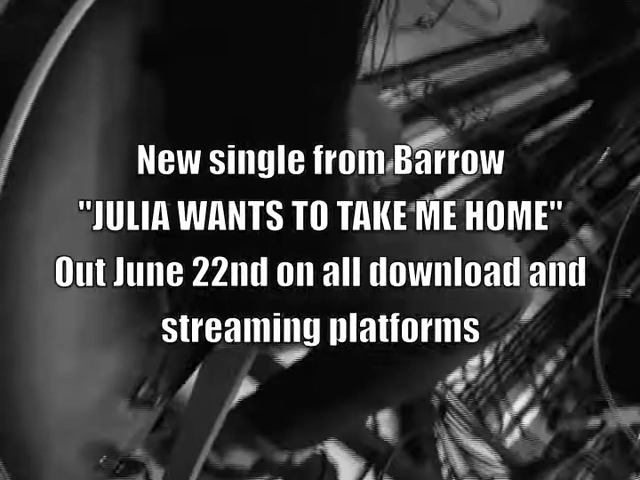 New single from Barrow
"JULIA WANTS TO TAKE ME HOME"
Out June 22nd on all download and
streaming platforms